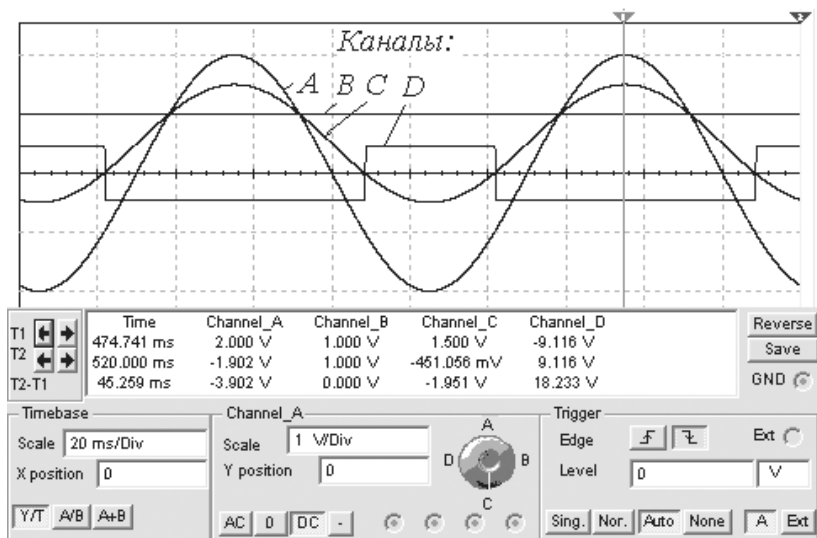 1 2
Каналы:
A B C D
Time Channel_A Channel_B Channel_C Channel_D
T1 474.741 ms 2.000 V 1.000 V 1.500 V -9.116 V
T2 520.000 ms -1.902 V 1.000 V -451.056 mV 9.116 V
T2-T1 45.259 ms -3.902 V 0.000 V -1.951 V 18.233 V
Reverse
Save
GND
Timebase
Scale 20 ms/Div
X position 0
Y/T A/B A+B
Channel_A
Scale 1 V/Div
Y position 0
A
D B
C
AC 0 DC -
Trigger
Edge Ext
Level 0 V
Sing. Nor. Auto None A Ext